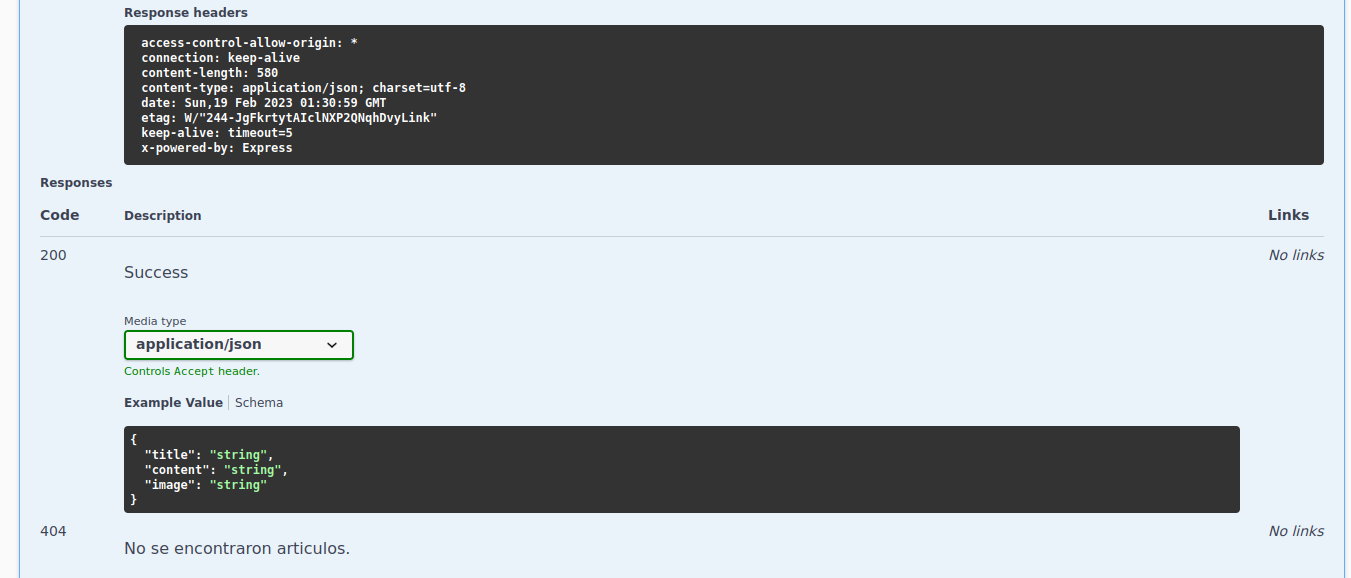 Response headers
access-control-allow-origin: *
connection: keep-alive
content-length: 580
content-type: application/json; charset=utf-8
date: Sun,19 Feb 2023 01:30:59 GMT
etag: W/"244-JgFkrtytAIclNXP2QNqhDvyLink"
keep-alive: timeout=5
x-powered-by: Express
Responses
Code Description Links
200 No links
Success
Media type
application/json
Controls Accept header.
Example Value Schema
{
"title": "string",
"content": "string",
"image": "string"
}
404 No links
No se encontraron articulos.